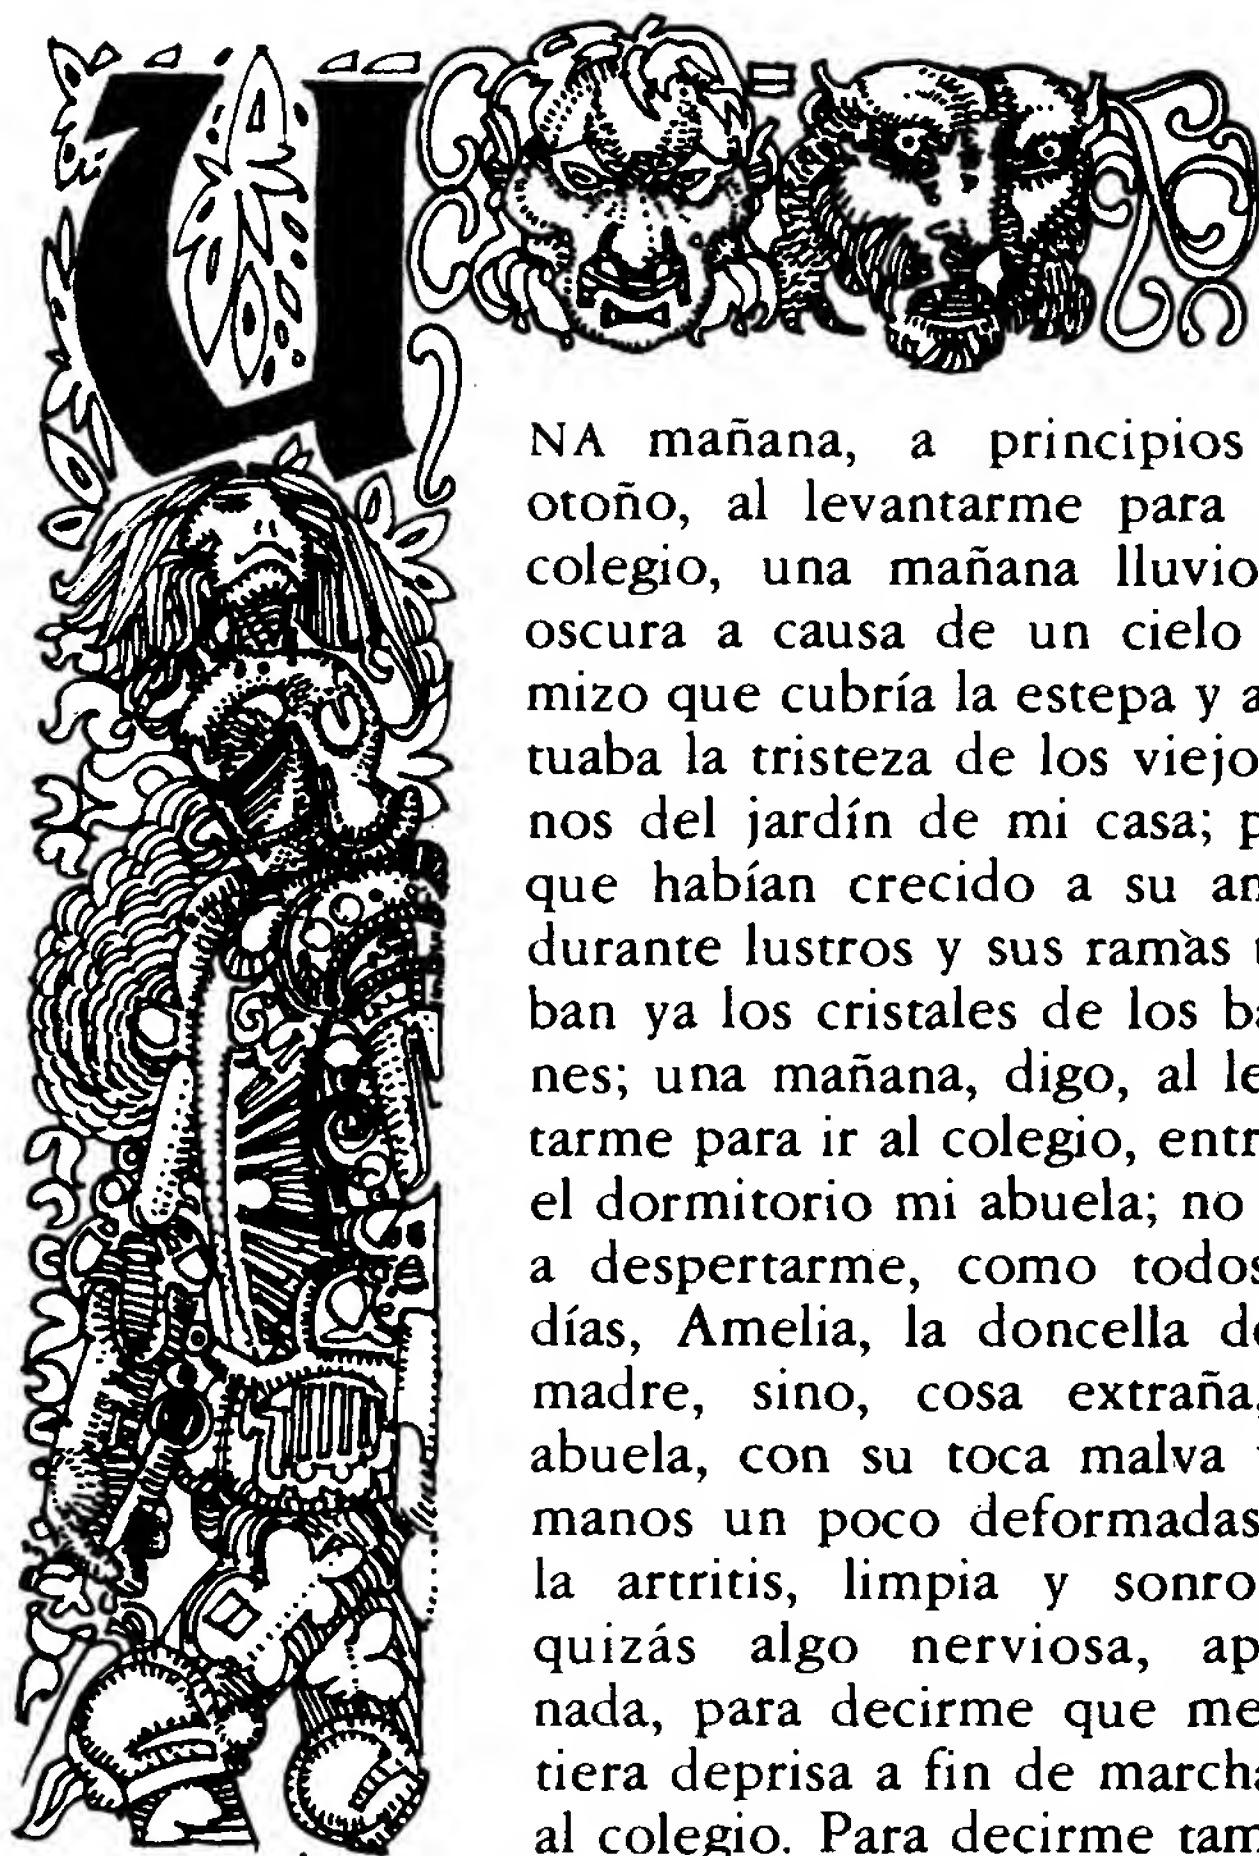 U
NA mañana, a principios
otoño, al levantarme para
colegio, una mañana lluvio
oscura a causa de un cielo
mizo que cubría la estepa y a
tuaba la tristeza de los viejo
nos del jardín de mi casa; p
que habían crecido a su an
durante lustros y sus ramas
ban ya los cristales de los ba
nes; una mañana, digo, al le
tarme para ir al colegio, entr
el dormitorio mi abuela; no
a despertarme, como todos
días, Amelia, la doncella de
madre, sino, cosa extraña,
abuela, con su toca malva
manos un poco deformadas
la artritis, limpia y sonro
quizás algo nerviosa, ap
nada, para decirme que me
tiera deprisa a fin de marcha
al colegio. Para decirme tam